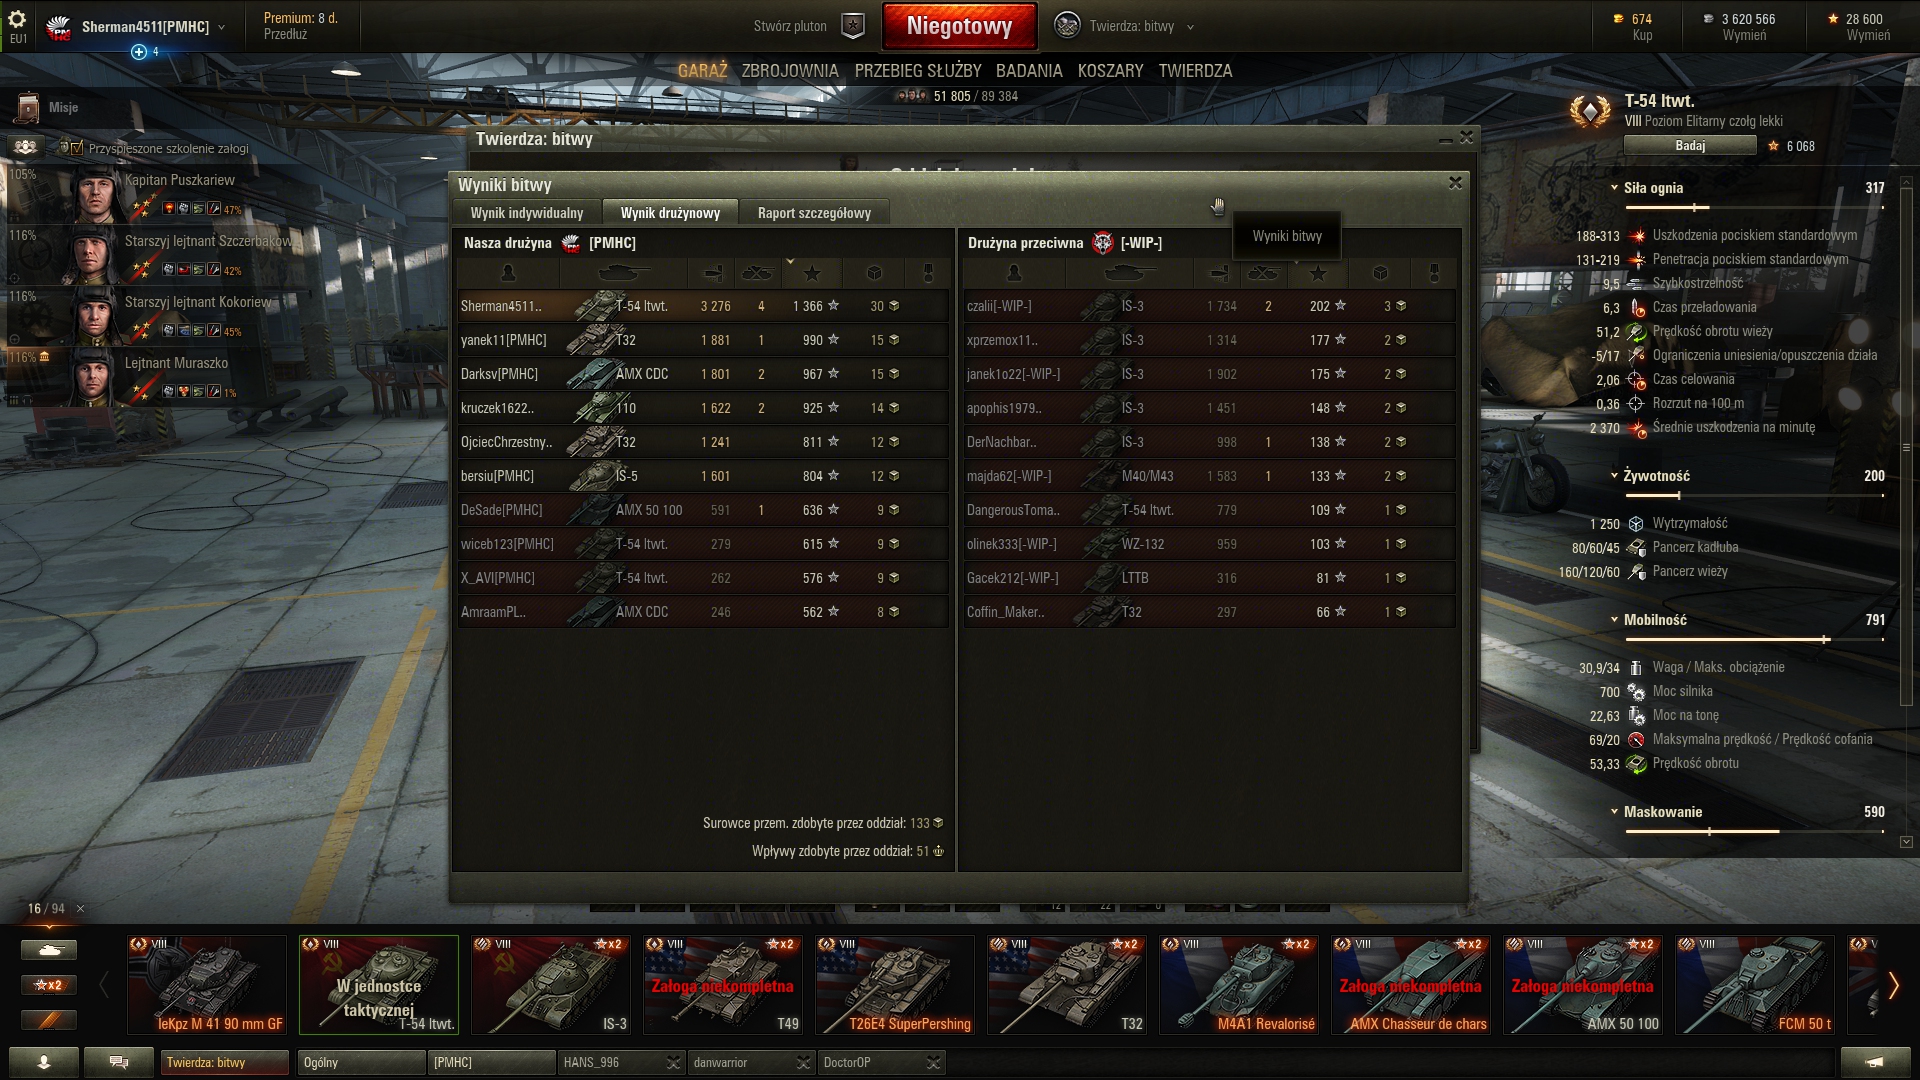 EU1
Sherman4511[PMHC]
4
Premium: 8 d.
Przedłuż
Stwórz pluton
Niegotowy
Twierdza: bitwy
674
Kup
3 620 566
Wymień
28 600
Wymień
GARAŻ ZBROJOWNIA PRZEBIEG SŁUŻBY BADANIA KOSZARY TWIERDZA
51 805 / 89 384
Misje
Przyspieszone szkolenie załogi
105% Kapitan Puszkariew
47%
116% Starszyj lejtnant Szczerbakow
42%
116% Starszyj lejtnant Kokoriew
45%
116% Lejtnant Muraszko
1%
Twierdza: bitwy
Wyniki bitwy
Wynik indywidualny Wynik drużynowy Raport szczegółowy
Wyniki bitwy
Nasza drużyna [PMHC]
Sherman4511.. T-54 ltwt. 3 276 4 1 366 30
yanek11[PMHC] T32 1 881 1 990 15
Darksv[PMHC] AMX CDC 1 801 2 967 15
kruczek1622.. 110 1 622 2 925 14
OjciecChrzestny.. T32 1 241 811 12
bersiu[PMHC] IS-5 1 601 804 12
DeSade[PMHC] AMX 50 100 591 1 636 9
wiceb123[PMHC] T-54 ltwt. 279 615 9
X_AVI[PMHC] T-54 ltwt. 262 576 9
AmraamPL.. AMX CDC 246 562 8
Surowce przem. zdobyte przez oddział: 133
Wpływy zdobyte przez oddział: 51
Drużyna przeciwna [-WIP-]
czalii[-WIP-] IS-3 1 734 2 202 3
xprzemox11.. IS-3 1 314 177 2
janek1o22[-WIP-] IS-3 1 902 175 2
apophis1979.. IS-3 1 451 148 2
DerNachbar.. IS-3 998 1 138 2
majda62[-WIP-] M40/M43 1 583 1 133 2
DangerousToma.. T-54 ltwt. 779 109 1
olinek333[-WIP-] WZ-132 959 103 1
Gacek212[-WIP-] LTTB 316 81 1
Coffin_Maker.. T32 297 66 1
T-54 ltwt.
VIII Poziom Elitarny czołg lekki
Badaj
6 068
Siła ognia 317
188-313 Uszkodzenia pociskiem standardowym
131-219 Penetracja pociskiem standardowym
9,5 Szybkostrzelność
6,3 Czas przeładowania
51,2 Prędkość obrotu wieży
-5/17 Ograniczenia uniesienia/opuszczenia działa
2,06 Czas celowania
0,36 Rozrzut na 100 m
2 370 Średnie uszkodzenia na minutę
Żywotność 200
1 250 Wytrzymałość
80/60/45 Pancerz kadłuba
160/120/60 Pancerz wieży
Mobilność 791
30,9/34 Waga / Maks. obciążenie
700 Moc silnika
22,63 Moc na tonę
69/20 Maksymalna prędkość / Prędkość cofania
53,33 Prędkość obrotu
Maskowanie 590
12 22 0
16 / 94
x2
VIII leKpz M 41 90 mm GF
VIII W jednostce taktycznej T-54 ltwt.
VIII x2 IS-3
VIII x2 Załoga niekompletna T49
VIII T26E4 SuperPershing
VIII x2 T32
VIII x2 M4A1 Revalorisé
VIII x2 Załoga niekompletna AMX Chasseur de chars
VIII x2 Załoga niekompletna AMX 50 100
VIII FCM 50 t
Twierdza: bitwy
Ogólny
[PMHC]
HANS_996
danwarrior
DoctorOP